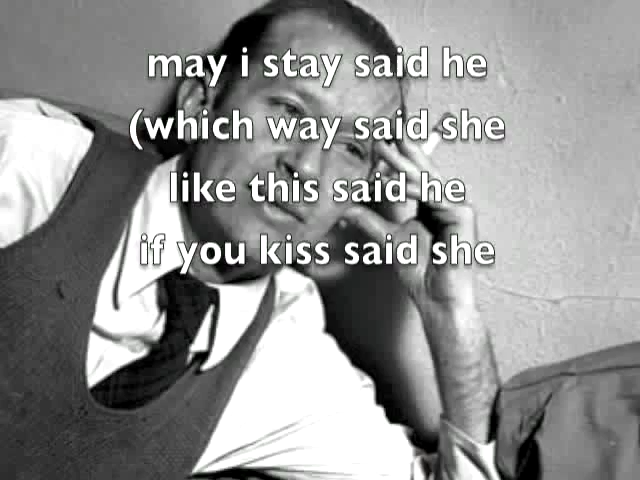 may i stay said he
(which way said she
like this said he
if you kiss said she